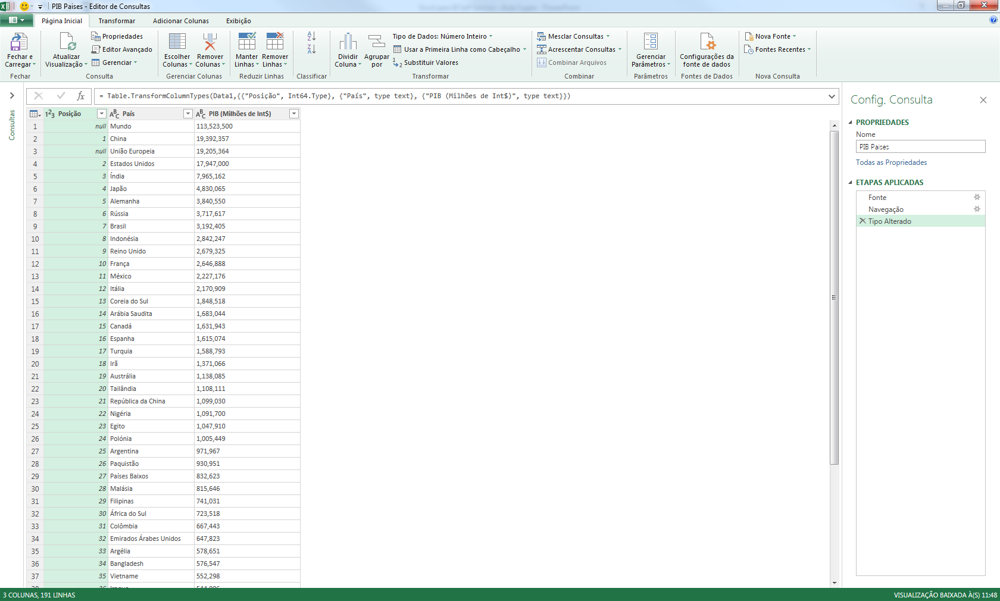 PIB Paises - Editor de Consultas
Página Inicial Transformar Adicionar Colunas Exibição
Fechar e Carregar
Fechar
Atualizar Visualização
Propriedades
Editor Avançado
Gerenciar
Consulta
Escolher Colunas
Remover Colunas
Gerenciar Colunas
Manter Linhas
Remover Linhas
Reduzir Linhas
Classificar
Dividir Coluna
Agrupar por
Tipo de Dados: Número Inteiro
Usar a Primeira Linha como Cabeçalho
Substituir Valores
Transformar
Mesclar Consultas
Acrescentar Consultas
Combinar Arquivos
Combinar
Gerenciar Parâmetros
Parâmetros
Configurações da fonte de dados
Fontes de Dados
Nova Fonte
Fontes Recentes
Nova Consulta
Consultas
fx = Table.TransformColumnTypes(Data1,{{"Posição", Int64.Type}, {"País", type text}, {"PIB (Milhões de Int$)", type text}})
Posição País PIB (Milhões de Int$)
1 null Mundo 113,523,500
2 1 China 19,392,357
3 null União Europeia 19,205,364
4 2 Estados Unidos 17,947,000
5 3 Índia 7,965,162
6 4 Japão 4,830,065
7 5 Alemanha 3,840,550
8 6 Rússia 3,717,617
9 7 Brasil 3,192,405
10 8 Indonésia 2,842,247
11 9 Reino Unido 2,679,325
12 10 França 2,646,888
13 11 México 2,227,176
14 12 Itália 2,170,909
15 13 Coreia do Sul 1,848,518
16 14 Arábia Saudita 1,683,044
17 15 Canadá 1,631,943
18 16 Espanha 1,615,074
19 17 Turquia 1,588,793
20 18 Irã 1,371,066
21 19 Austrália 1,138,085
22 20 Tailândia 1,108,111
23 21 República da China 1,099,030
24 22 Nigéria 1,091,700
25 23 Egito 1,047,910
26 24 Polónia 1,005,449
27 25 Argentina 971,967
28 26 Paquistão 930,951
29 27 Países Baixos 832,623
30 28 Malásia 815,646
31 29 Filipinas 741,031
32 30 África do Sul 723,518
33 31 Colômbia 667,443
34 32 Emirados Árabes Unidos 647,823
35 33 Argélia 578,651
36 34 Bangladesh 576,547
37 35 Vietname 552,298
Config. Consulta
PROPRIEDADES
Nome
PIB Paises
Todas as Propriedades
ETAPAS APLICADAS
Fonte
Navegação
Tipo Alterado
3 COLUNAS, 191 LINHAS
VISUALIZAÇÃO BAIXADA À(S) 11:48